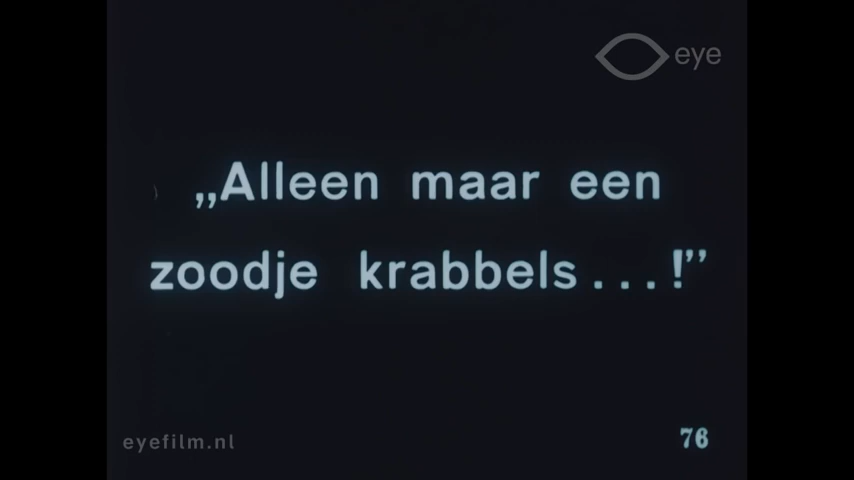 eye
„Alleen maar een
zoodje krabbels...!”
eyefilm.nl
76